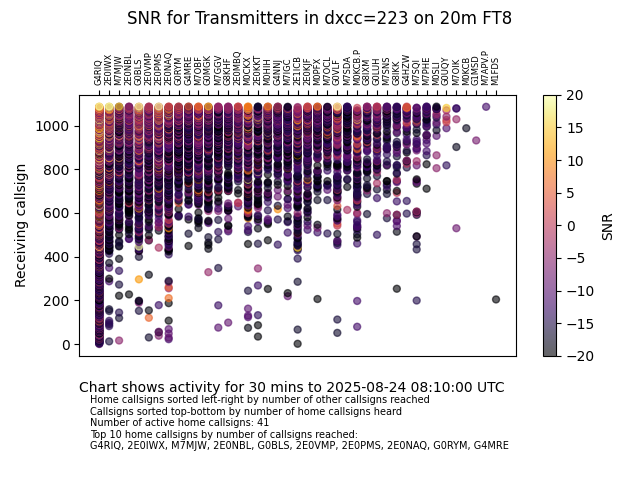 SNR for Transmitters in dxcc=223 on 20m FT8
G4RIQ 2E0IWX M7MJW 2E0NBL G0BLS 2E0VMP 2E0PMS 2E0NAQ G0RYM G4MRE M7OBF G0MGK M7GGV G8KHF 2E0MBQ M0CKX 2E0KKT M0HIH G4NNJ M7IGC 2E1ICB 2E0KJF M0PFX M7OCL G0VLF M7SDA M0KCB.P G8IXM G0LUH M7SNS G8IKK G4HZW M7SQI M7PHE M0SLI G0UQY M7OIK M0KCB G1MSD M7APV.P M1FDS
Receiving callsign
1000
800
600
400
200
0
20
15
10
5
0
−5
−10
−15
−20
SNR
Chart shows activity for 30 mins to 2025-08-24 08:10:00 UTC
Home callsigns sorted left-right by number of other callsigns reached
Callsigns sorted top-bottom by number of home callsigns heard
Number of active home callsigns: 41
Top 10 home callsigns by number of callsigns reached:
G4RIQ, 2E0IWX, M7MJW, 2E0NBL, G0BLS, 2E0VMP, 2E0PMS, 2E0NAQ, G0RYM, G4MRE